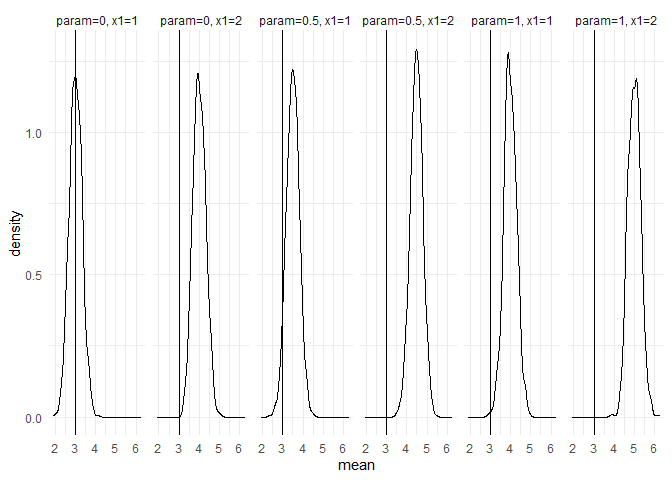 param=0, x1=1 param=0, x1=2 param=0.5, x1=1 param=0.5, x1=2 param=1, x1=1 param=1, x1=2
1.0
0.5
0.0
density
2 3 4 5 6 2 3 4 5 6 2 3 4 5 6 2 3 4 5 6 2 3 4 5 6 2 3 4 5 6
mean